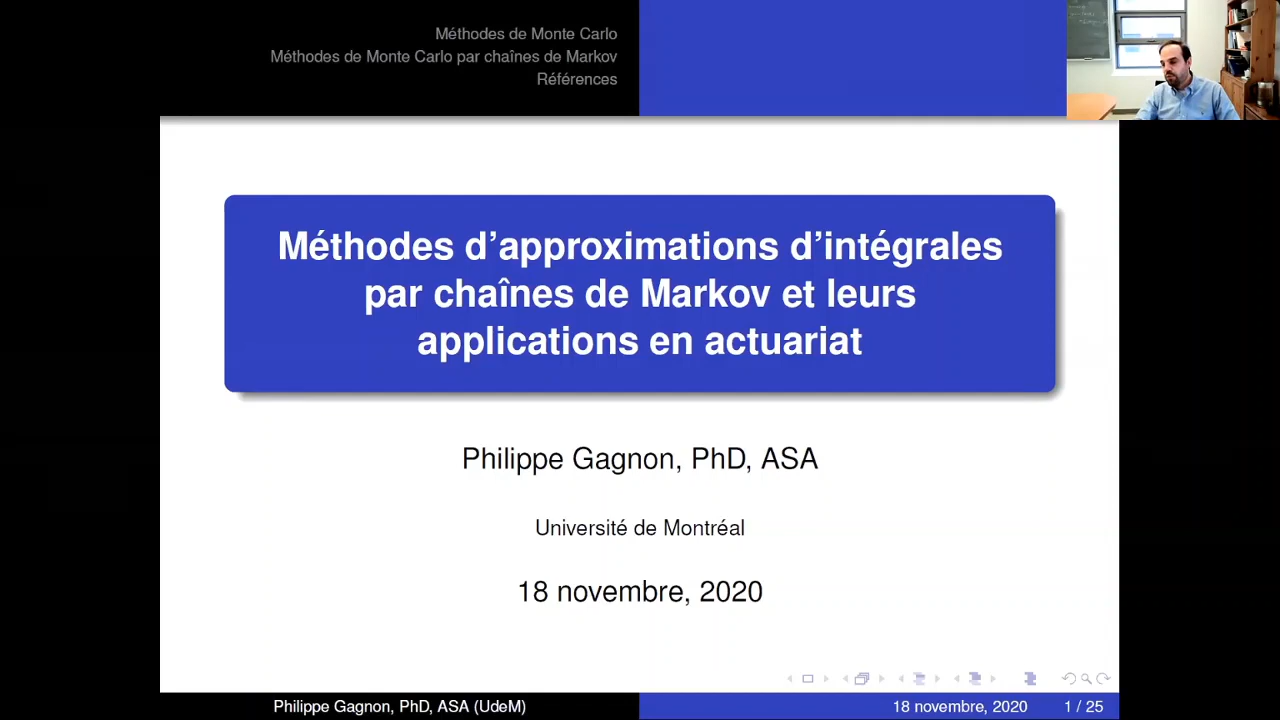 Méthodes de Monte Carlo
Méthodes de Monte Carlo par chaînes de Markov
Références
Méthodes d'approximations d'intégrales
par chaînes de Markov et leurs
applications en actuariat
Philippe Gagnon, PhD, ASA
Université de Montréal
18 novembre, 2020
Philippe Gagnon, PhD, ASA (UdeM)
18 novembre, 2020
1 / 25